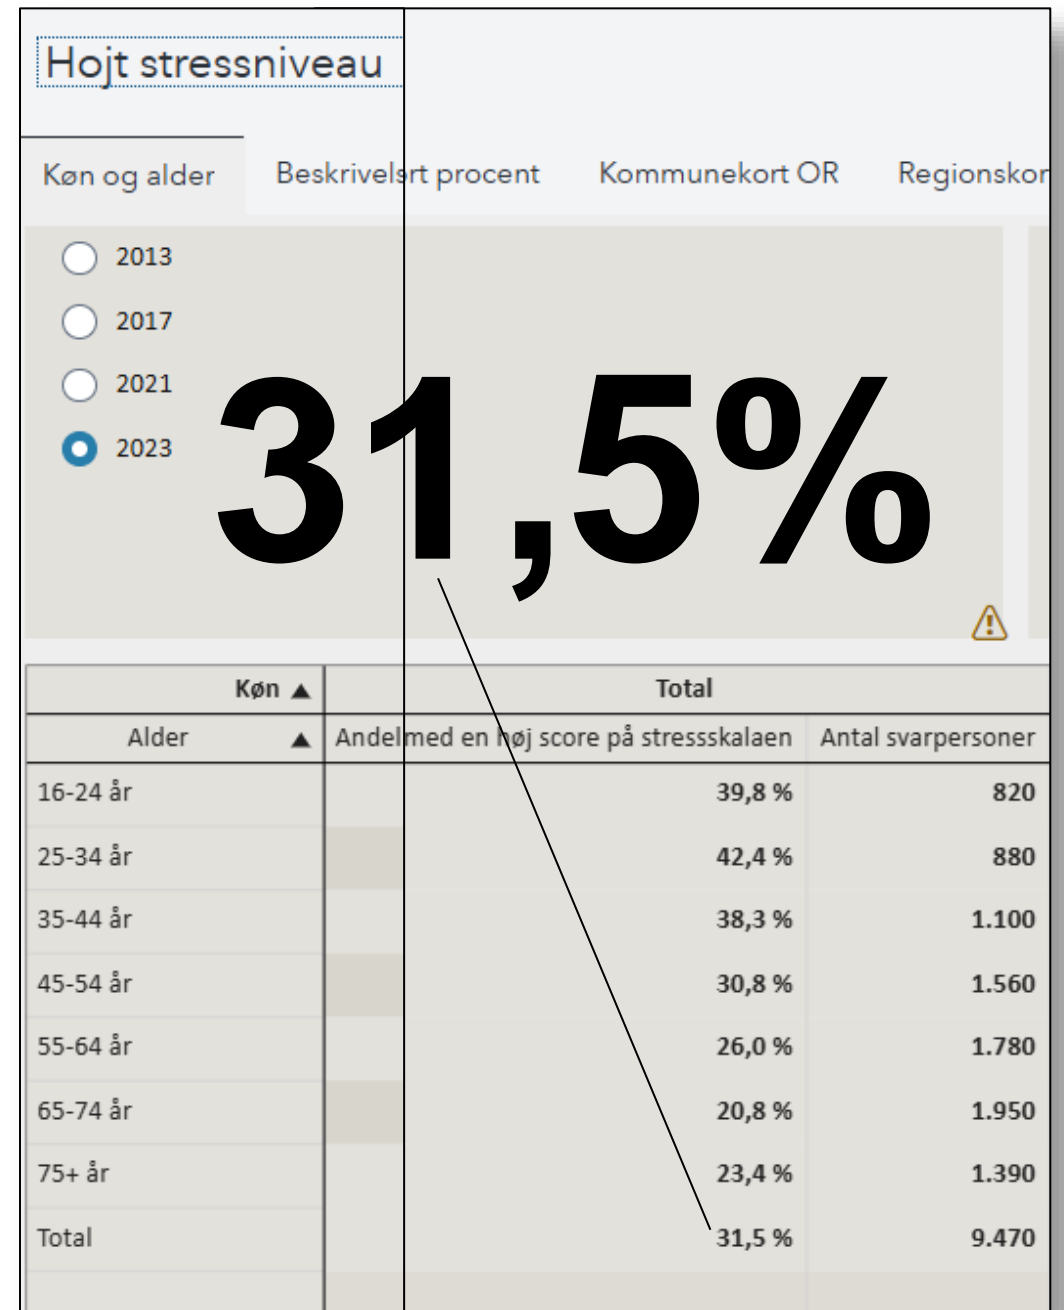 Hojt stressniveau
Køn og alder Beskrivelsrt procent Kommunekort OR Regionskor
2013
2017
2021
2023
31,5%
Køn ▲ Total
Alder ▲ Andel med en høj score på stressskalaen Antal svarpersoner
16-24 år 39,8 % 820
25-34 år 42,4 % 880
35-44 år 38,3 % 1.100
45-54 år 30,8 % 1.560
55-64 år 26,0 % 1.780
65-74 år 20,8 % 1.950
75+ år 23,4 % 1.390
Total 31,5 % 9.470